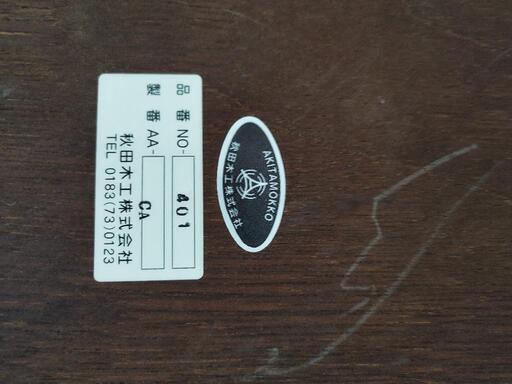 品番 NO- 401
製番 AA- CA
秋田木工株式会社
TEL 0183(73)0123
AKITAMOKKO
秋田木工株式会社